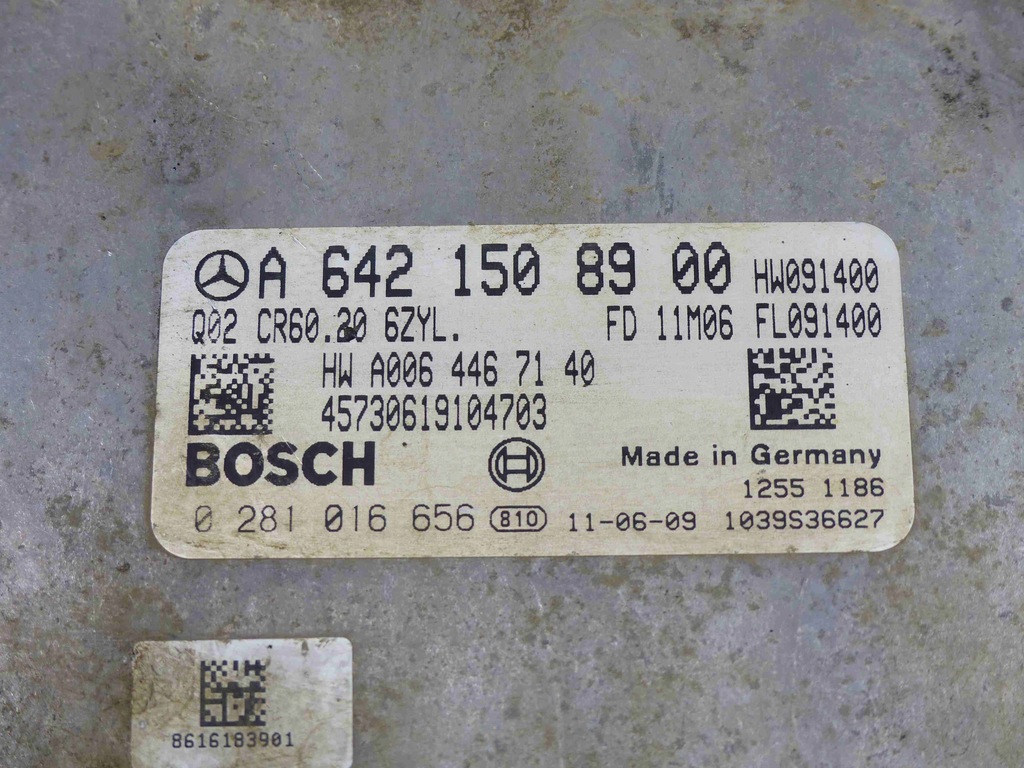 A 642 150 89 00 HW091400
Q02 CR60.20 6ZYL. FD 11M06 FL091400
HW A006 446 71 40
45730619104703
BOSCH Made in Germany
1255 1186
0 281 016 656 810 11-06-09 1039S36627
8616183901